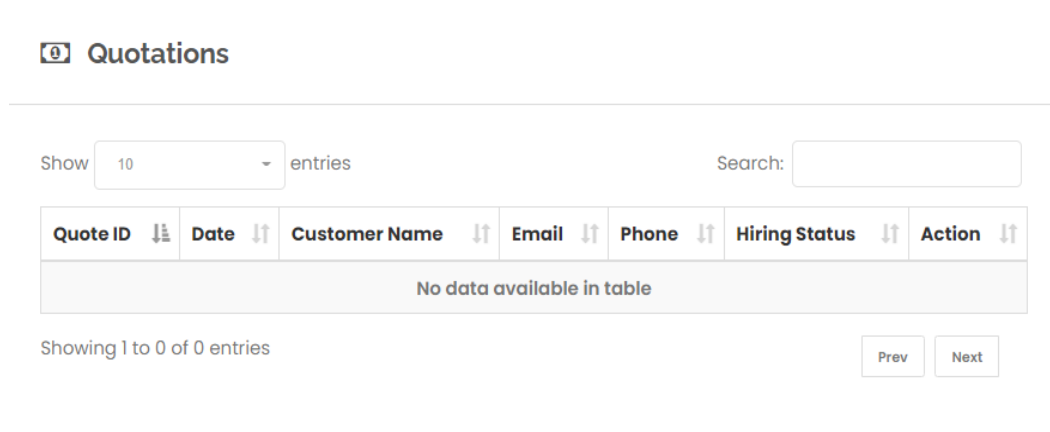 Quotations
Show 10 entries Search:
Quote ID Date Customer Name Email Phone Hiring Status Action
No data available in table
Showing 1 to 0 of 0 entries
Prev Next